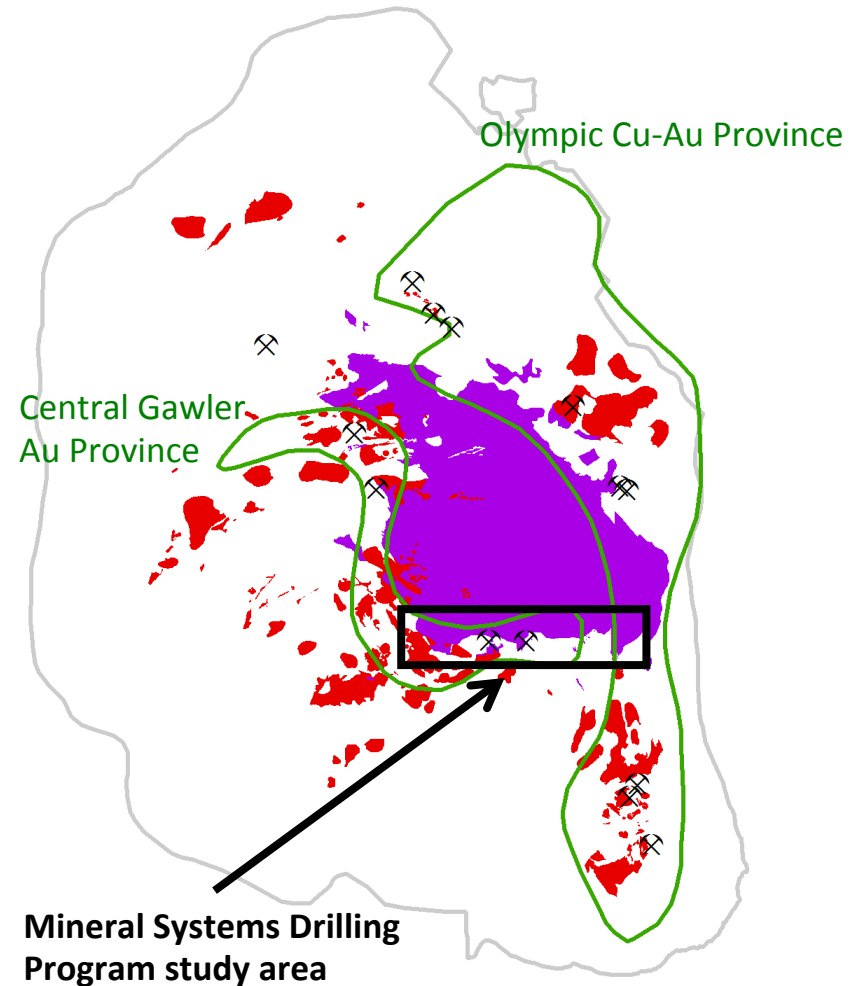 Olympic Cu-Au Province
Central Gawler
Au Province
Mineral Systems Drilling
Program study area